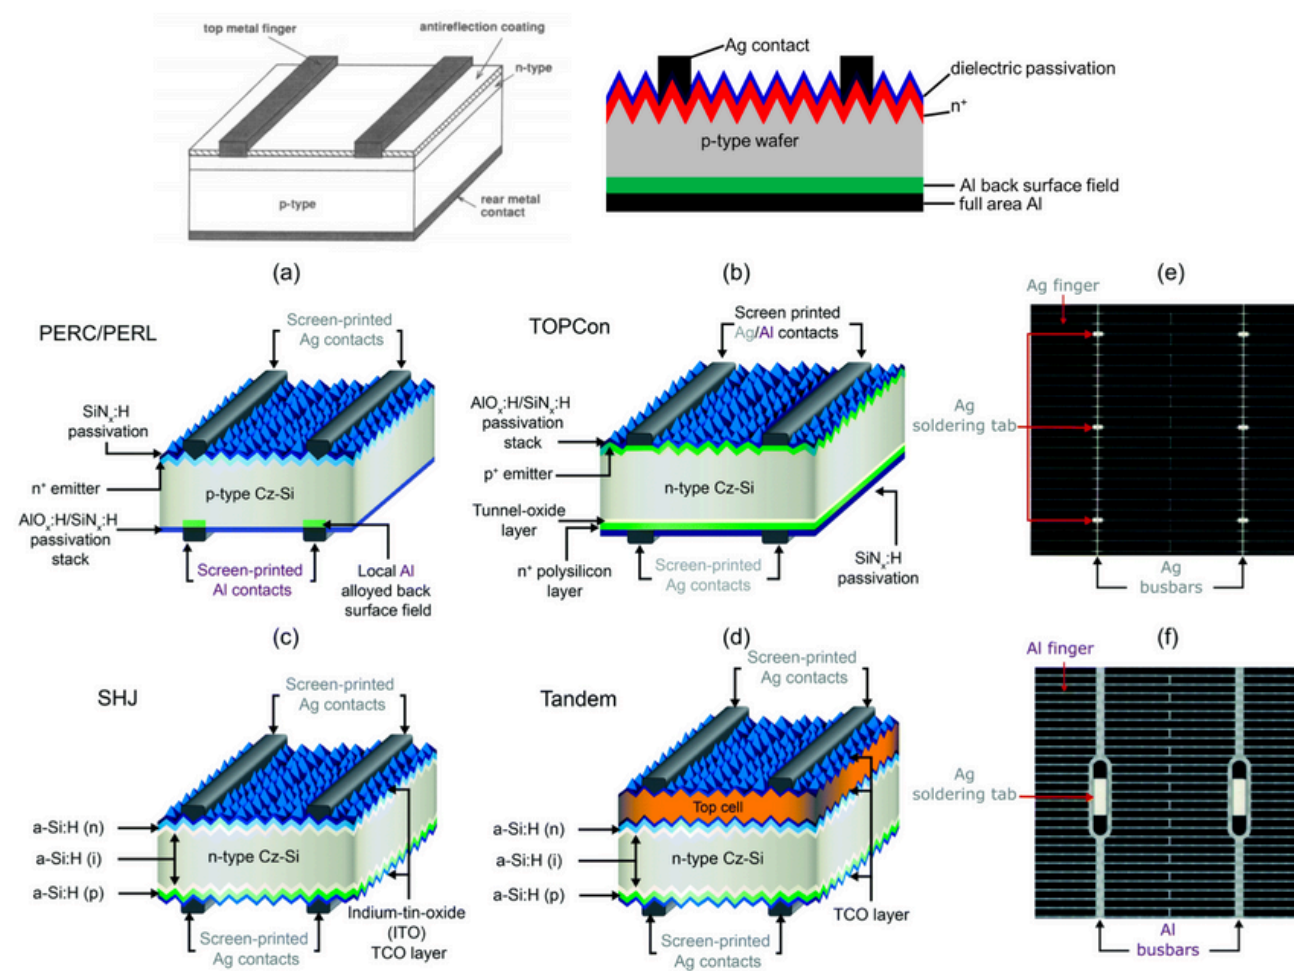 top metal finger
antireflection coating
n-type
p-type
rear metal
contact
(a)
Ag contact
dielectric passivation
n⁺
p-type wafer
Al back surface field
full area Al
(b)
(e)
PERC/PERL
Screen-printed
Ag contacts
SiNₓ:H
passivation
n⁺ emitter
p-type Cz-Si
AlOₓ:H/SiNₓ:H
passivation
stack
Screen-printed
Al contacts
Local Al
alloyed back
surface field
(c)
TOPCon
Screen printed
Ag/Al contacts
AlOₓ:H/SiNₓ:H
passivation
stack
p⁺ emitter
n-type Cz-Si
Tunnel-oxide
layer
n⁺ polysilicon
layer
Screen-printed
Ag contacts
SiNₓ:H
passivation
(d)
Ag finger
Ag
soldering tab
Ag
busbars
(f)
SHJ
Screen-printed
Ag contacts
a-Si:H (n)
a-Si:H (i)
a-Si:H (p)
n-type Cz-Si
Screen-printed
Ag contacts
Indium-tin-oxide
(ITO)
TCO layer
Tandem
Screen-printed
Ag contacts
Top cell
a-Si:H (n)
a-Si:H (i)
a-Si:H (p)
n-type Cz-Si
Screen-printed
Ag contacts
TCO layer
Al finger
Ag
soldering tab
Al
busbars